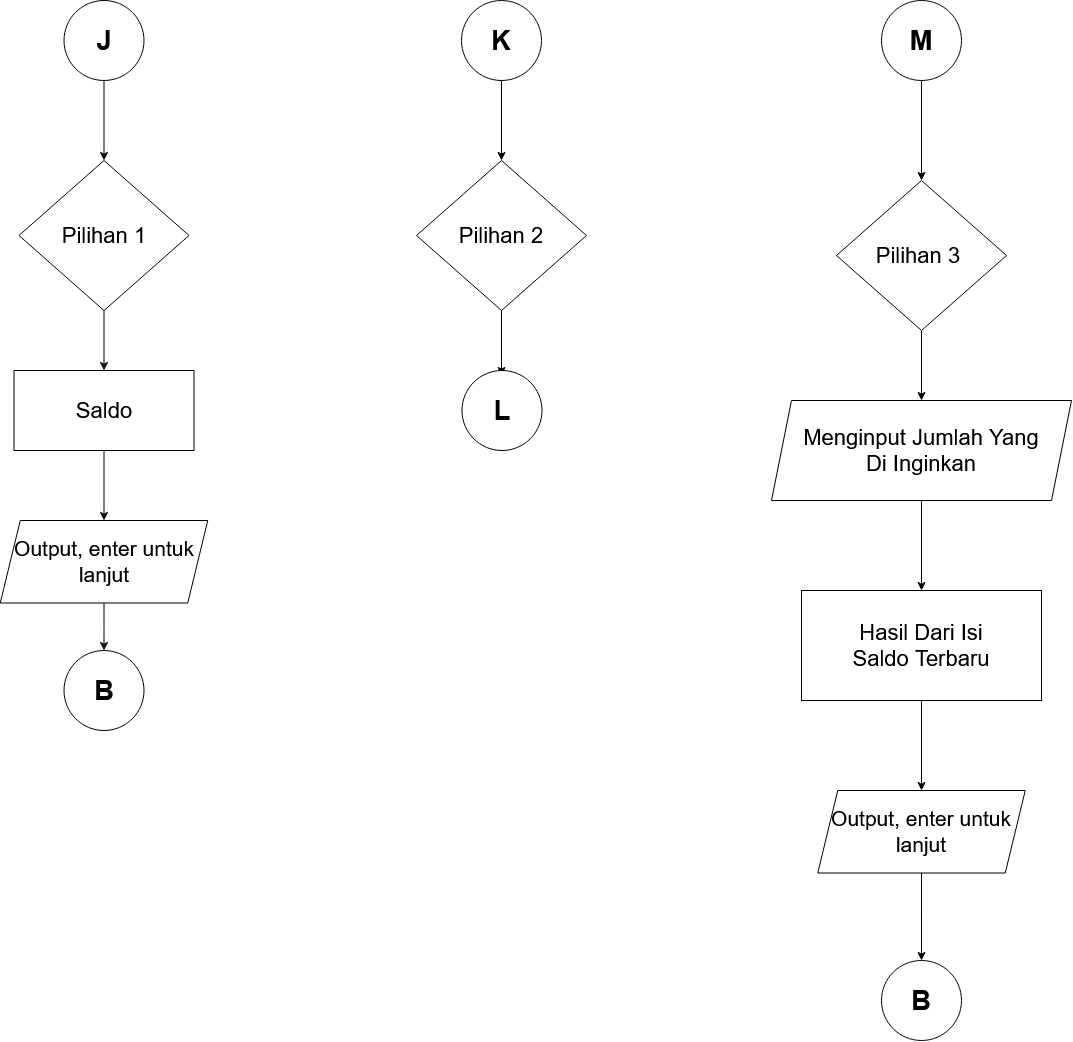 J
Pilihan 1
Saldo
Output, enter untuk
lanjut
B
K
Pilihan 2
L
M
Pilihan 3
Menginput Jumlah Yang
Di Inginkan
Hasil Dari Isi
Saldo Terbaru
Output, enter untuk
lanjut
B